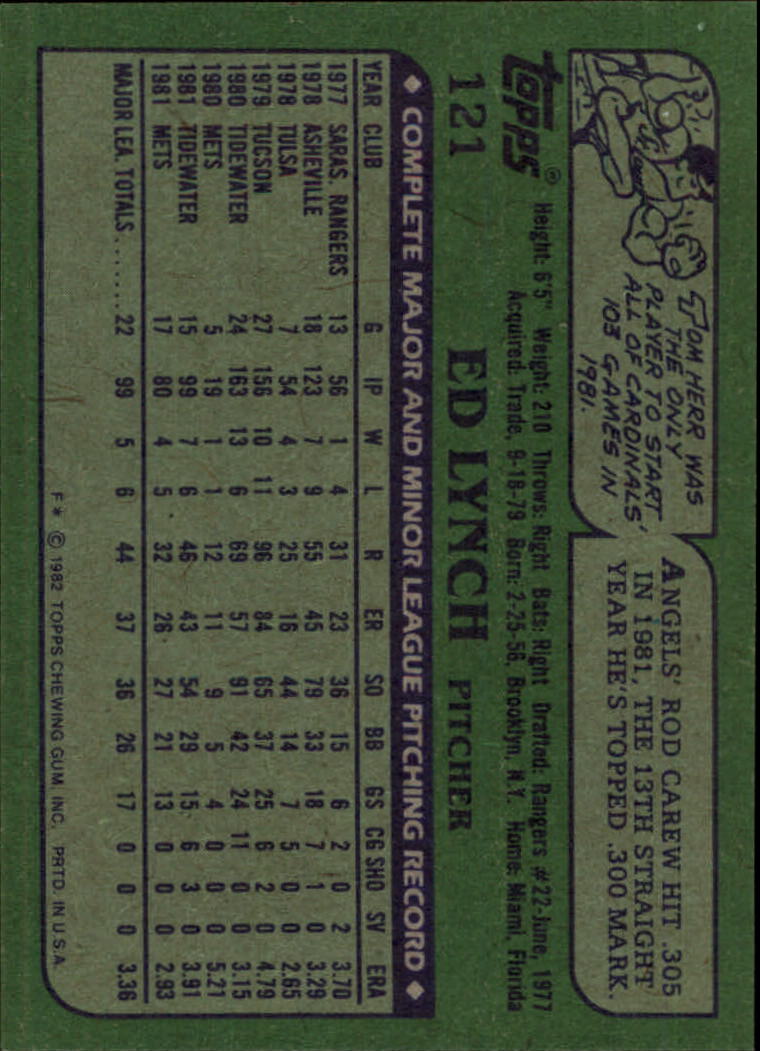 TOM HERR WAS
THE ONLY
PLAYER TO START
ALL OF CARDINALS'
103 GAMES IN
1981.
ANGELS' ROD CAREW HIT .305
IN 1981, THE 13TH STRAIGHT
YEAR HE'S TOPPED .300 MARK.
topps®
Height: 6'5" Weight: 210 Throws: Right Bats: Right Drafted: Rangers #22-June, 1977
Acquired: Trade, 9-18-79 Born: 2-25-56, Brooklyn, N.Y. Home: Miami, Florida
121 ED LYNCH PITCHER
◆ COMPLETE MAJOR AND MINOR LEAGUE PITCHING RECORD ◆
YEAR CLUB G IP W L R ER SO BB GS CG SHO SV ERA
1977 SARAS. RANGERS 13 56 1 4 31 23 36 15 6 2 0 2 3.70
1978 ASHEVILLE 18 123 7 9 55 45 79 33 18 7 1 0 3.29
1978 TULSA 7 54 4 3 25 16 44 14 7 5 0 0 2.65
1979 TUCSON 27 156 10 11 96 84 65 37 25 6 2 0 4.79
1980 TIDEWATER 24 163 13 6 69 57 91 42 24 11 0 0 3.15
1980 METS 5 19 1 1 12 11 9 5 4 0 0 0 5.21
1981 TIDEWATER 15 99 7 6 46 43 54 29 15 6 3 0 3.91
1981 METS 17 80 4 5 32 26 27 21 13 0 0 0 2.93
MAJOR LEA. TOTALS ....... 22 99 5 6 44 37 36 26 17 0 0 0 3.36
F* © 1982 TOPPS CHEWING GUM, INC. PRTD. IN U.S.A.